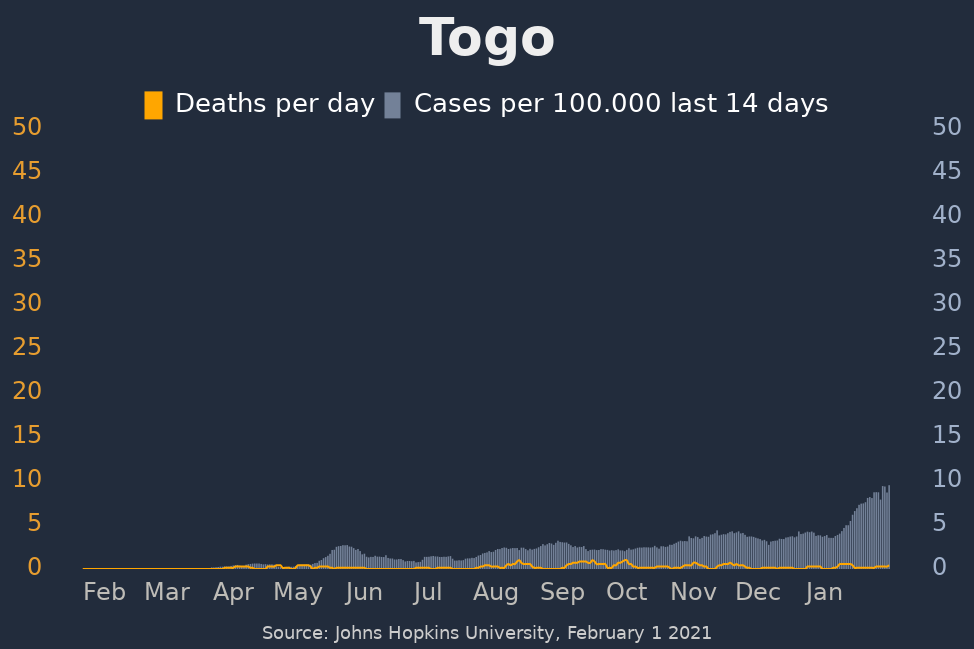 Togo
Deaths per day Cases per 100.000 last 14 days
50 50
45 45
40 40
35 35
30 30
25 25
20 20
15 15
10 10
5 5
0 0
Feb Mar Apr May Jun Jul Aug Sep Oct Nov Dec Jan
Source: Johns Hopkins University, February 1 2021